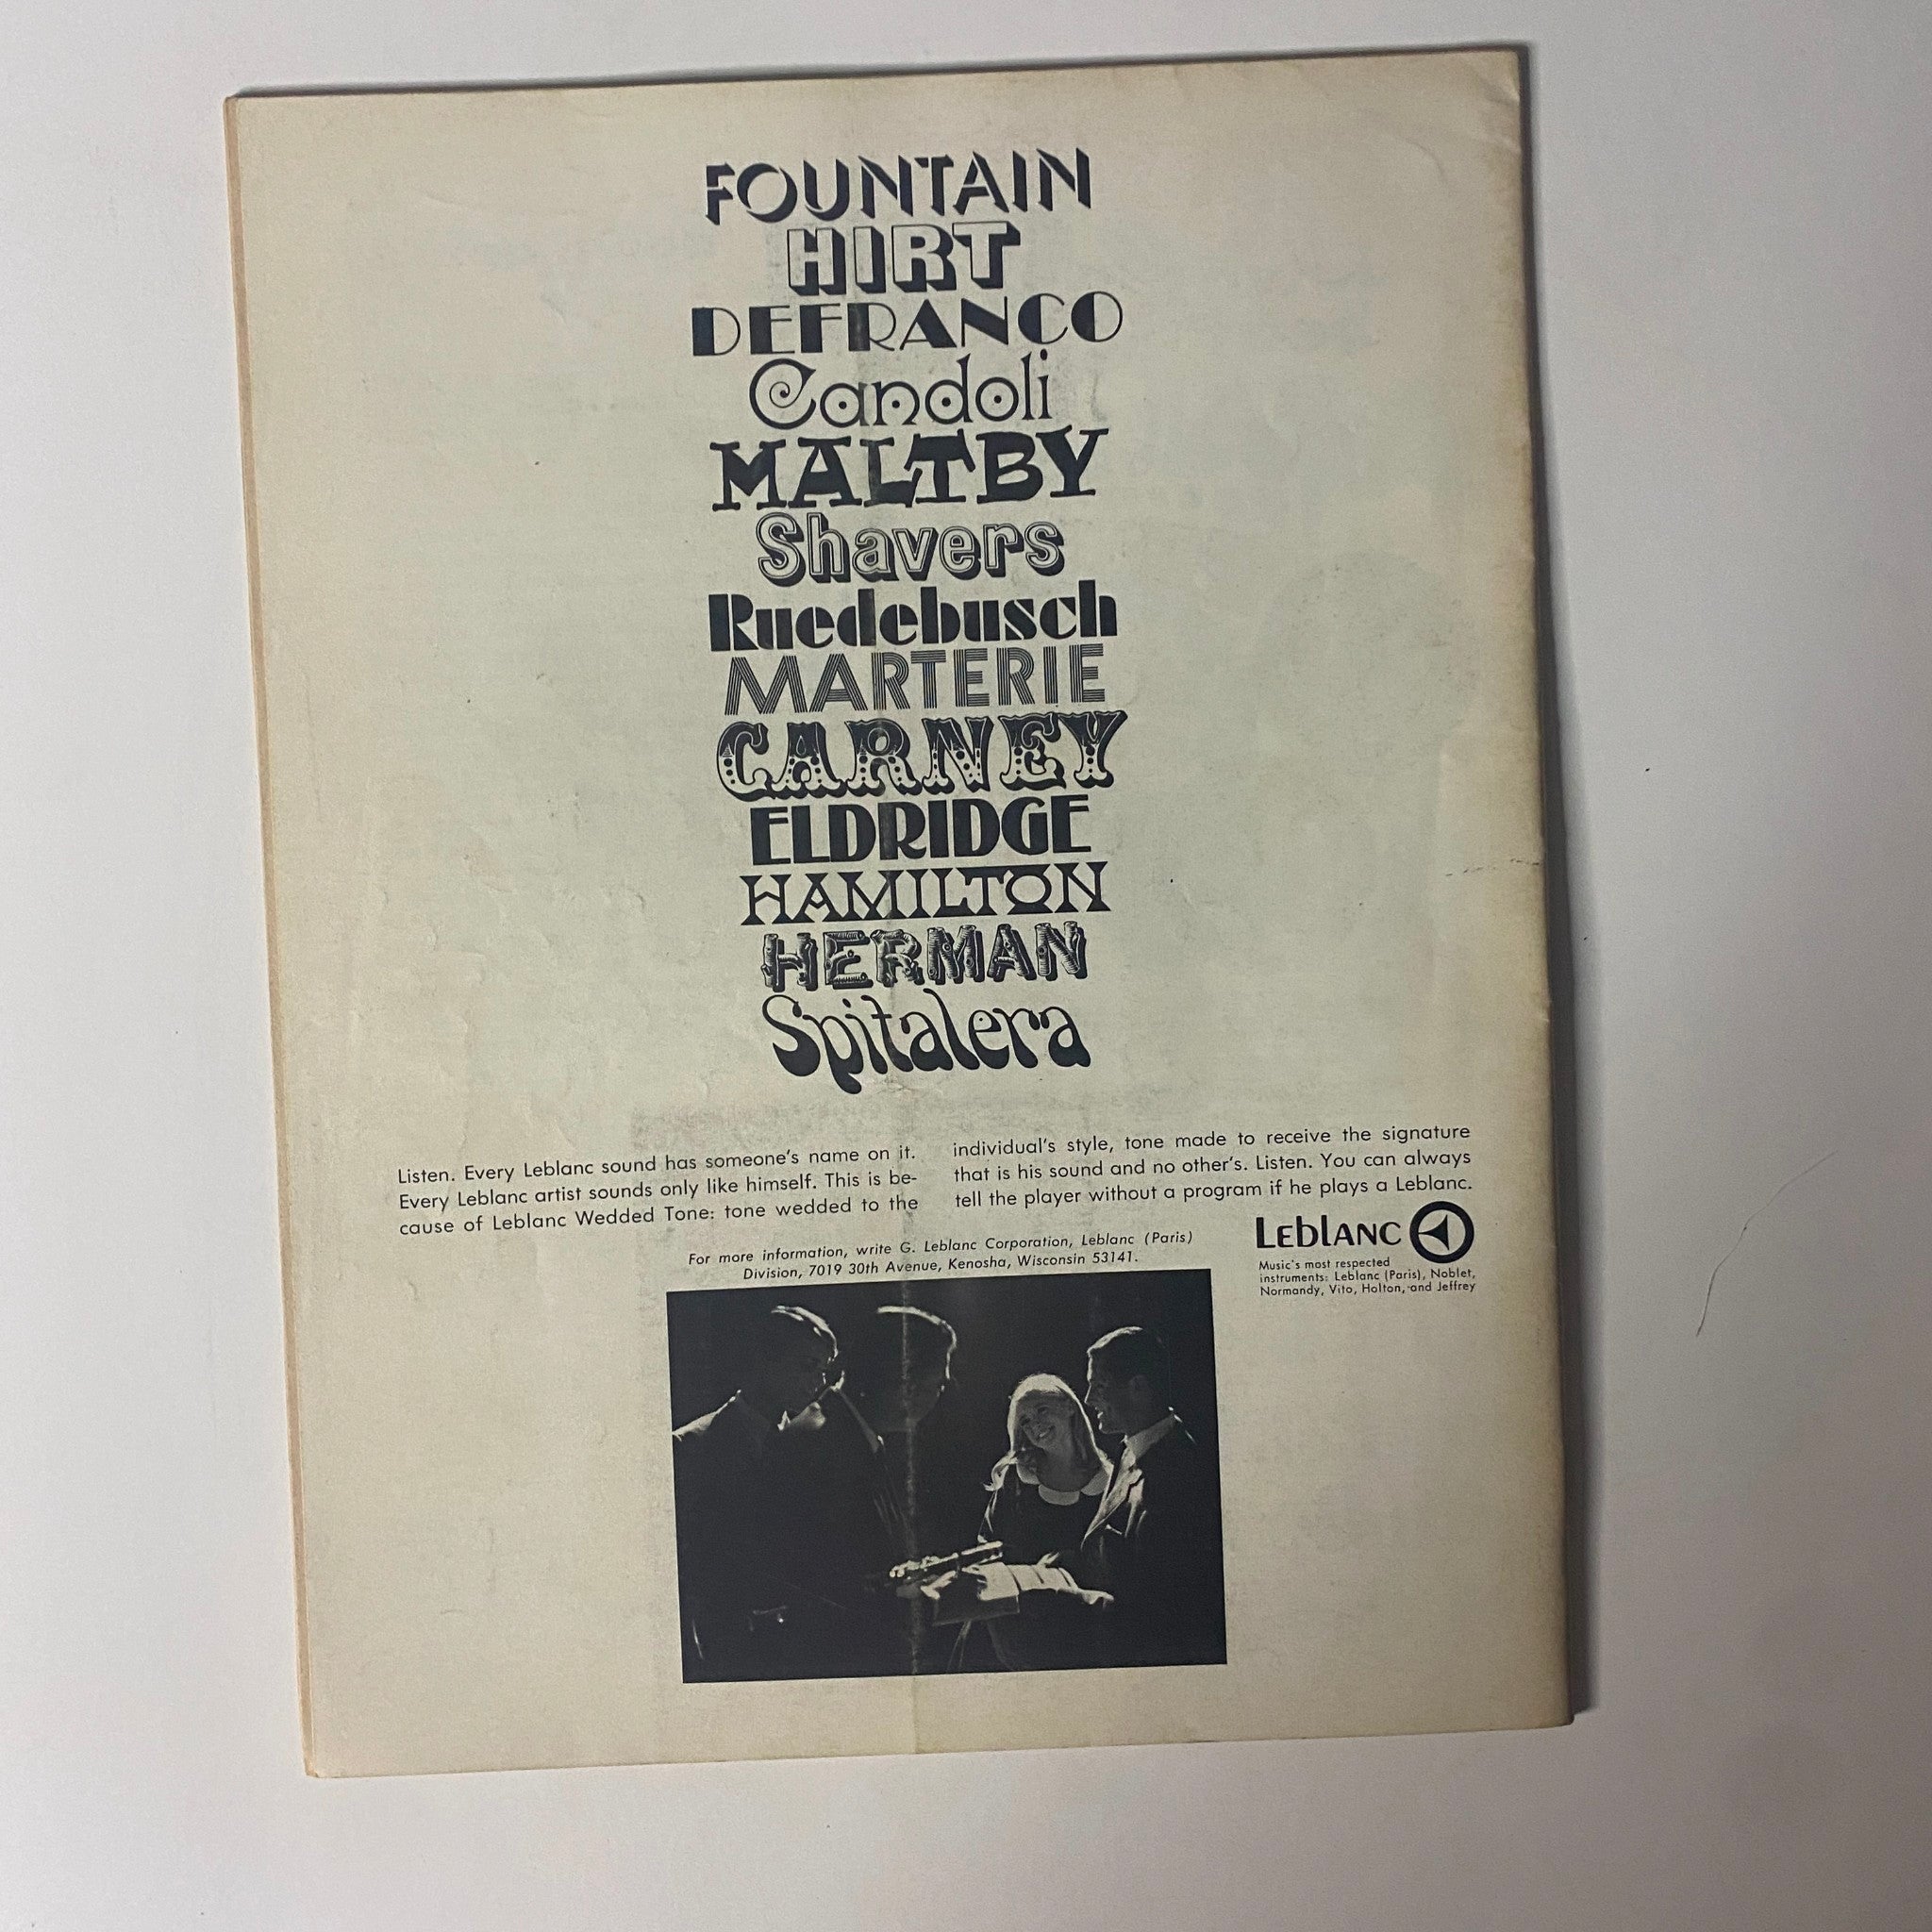 FOUNTAIN
HIRT
DEFRANCO
Candoli
MALTBY
Shavers
Ruedebusch
MARTERIE
CARNEY
ELDRIDGE
HAMILTON
HERMAN
Spitalera
Listen. Every Leblanc sound has someone's name on it.
Every Leblanc artist sounds only like himself. This is be-
cause of Leblanc Wedded Tone: tone wedded to the
individual's style, tone made to receive the signature
that is his sound and no other's. Listen. You can always
tell the player without a program if he plays a Leblanc.
For more information, write G. Leblanc Corporation, Leblanc (Paris)
Division, 7019 30th Avenue, Kenosha, Wisconsin 53141.
LEBLANC
Music's most respected
instruments: Leblanc (Paris), Noblet,
Normandy, Vito, Holton, and Jeffrey